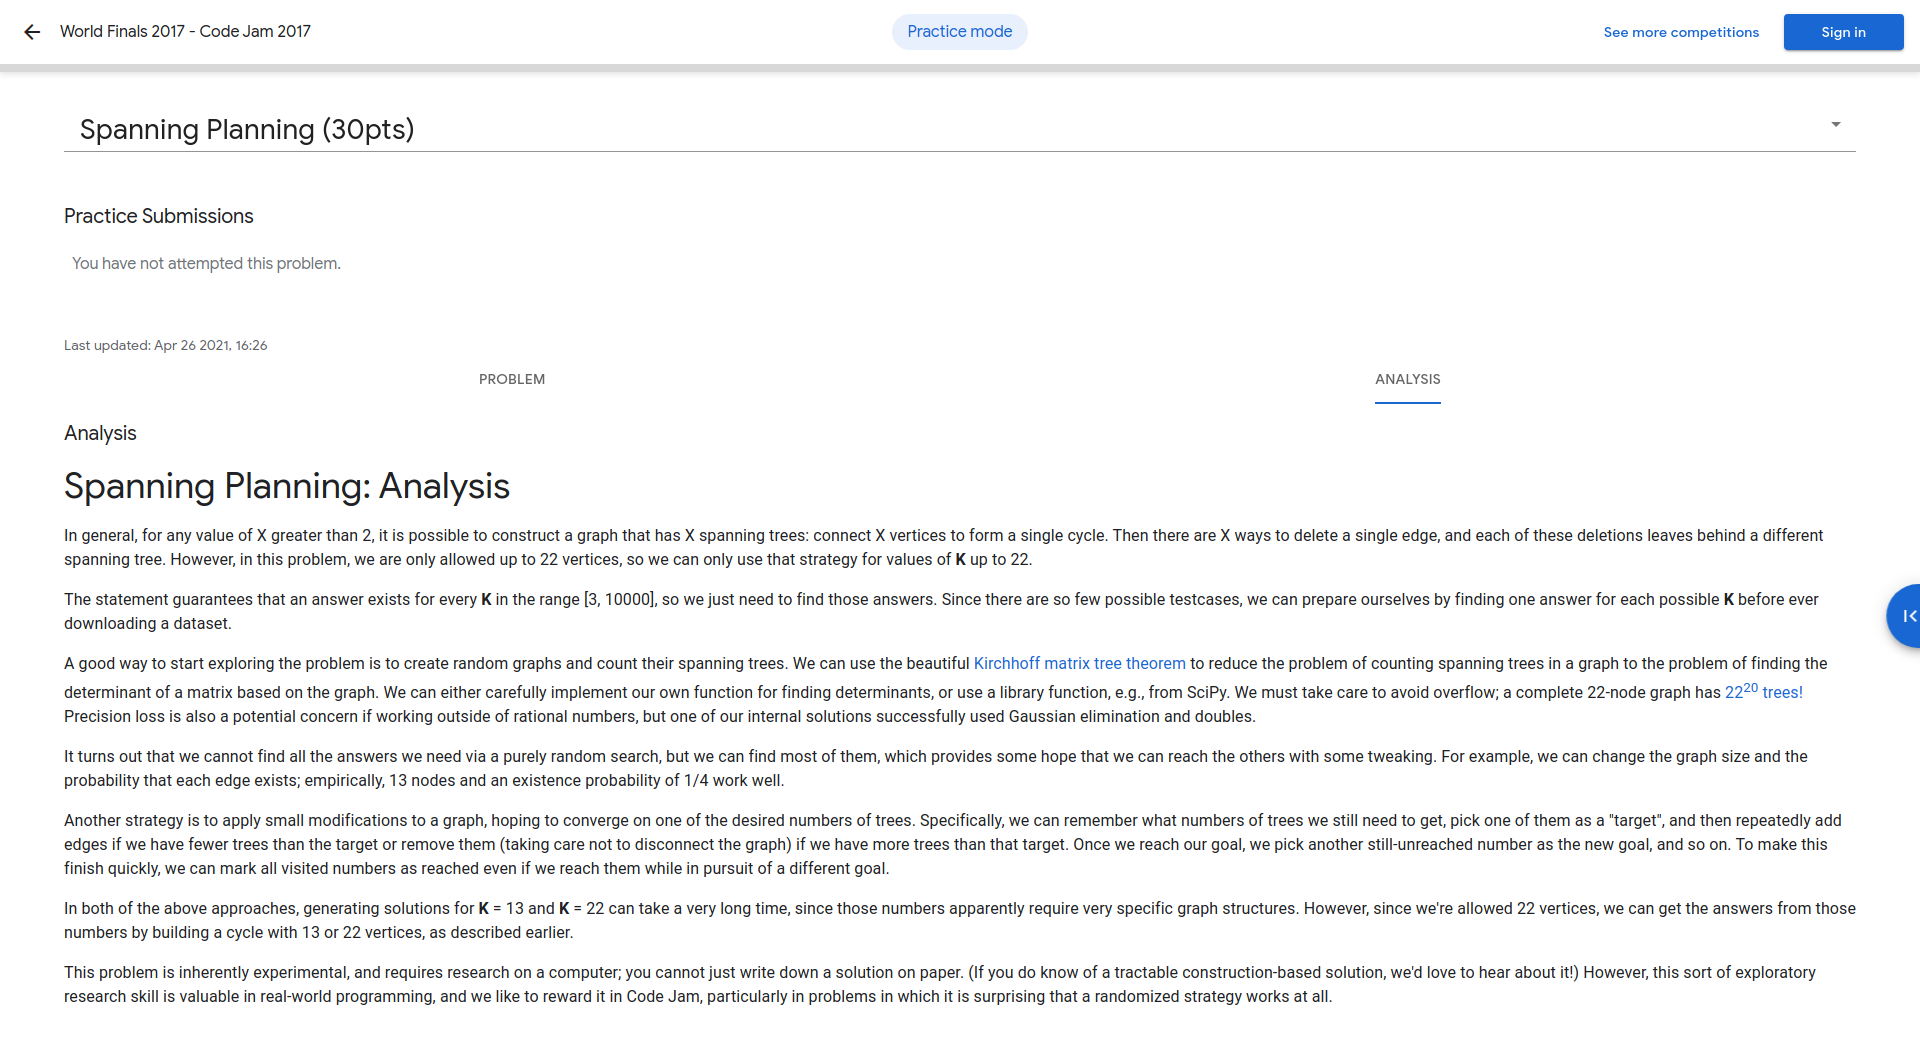 World Finals 2017 - Code Jam 2017
Practice mode
See more competitions
Sign in
Spanning Planning (30pts)
Practice Submissions
You have not attempted this problem.
Last updated: Apr 26 2021, 16:26
PROBLEM
ANALYSIS
Analysis
Spanning Planning: Analysis
In general, for any value of X greater than 2, it is possible to construct a graph that has X spanning trees: connect X vertices to form a single cycle. Then there are X ways to delete a single edge, and each of these deletions leaves behind a different
spanning tree. However, in this problem, we are only allowed up to 22 vertices, so we can only use that strategy for values of K up to 22.
The statement guarantees that an answer exists for every K in the range [3, 10000], so we just need to find those answers. Since there are so few possible testcases, we can prepare ourselves by finding one answer for each possible K before ever
downloading a dataset.
A good way to start exploring the problem is to create random graphs and count their spanning trees. We can use the beautiful Kirchhoff matrix tree theorem to reduce the problem of counting spanning trees in a graph to the problem of finding the
determinant of a matrix based on the graph. We can either carefully implement our own function for finding determinants, or use a library function, e.g., from SciPy. We must take care to avoid overflow; a complete 22-node graph has 22²⁰ trees!
Precision loss is also a potential concern if working outside of rational numbers, but one of our internal solutions successfully used Gaussian elimination and doubles.
It turns out that we cannot find all the answers we need via a purely random search, but we can find most of them, which provides some hope that we can reach the others with some tweaking. For example, we can change the graph size and the
probability that each edge exists; empirically, 13 nodes and an existence probability of 1/4 work well.
Another strategy is to apply small modifications to a graph, hoping to converge on one of the desired numbers of trees. Specifically, we can remember what numbers of trees we still need to get, pick one of them as a "target", and then repeatedly add
edges if we have fewer trees than the target or remove them (taking care not to disconnect the graph) if we have more trees than that target. Once we reach our goal, we pick another still-unreached number as the new goal, and so on. To make this
finish quickly, we can mark all visited numbers as reached even if we reach them while in pursuit of a different goal.
In both of the above approaches, generating solutions for K = 13 and K = 22 can take a very long time, since those numbers apparently require very specific graph structures. However, since we're allowed 22 vertices, we can get the answers from those
numbers by building a cycle with 13 or 22 vertices, as described earlier.
This problem is inherently experimental, and requires research on a computer; you cannot just write down a solution on paper. (If you do know of a tractable construction-based solution, we'd love to hear about it!) However, this sort of exploratory
research skill is valuable in real-world programming, and we like to reward it in Code Jam, particularly in problems in which it is surprising that a randomized strategy works at all.